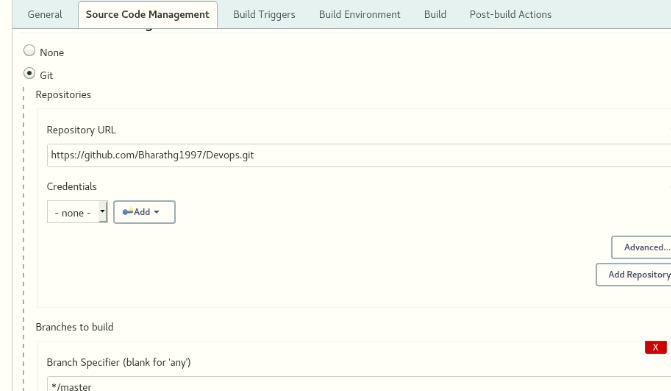 General Source Code Management Build Triggers Build Environment Build Post-build Actions
None
Git
Repositories
Repository URL
https://github.com/Bharathg1997/Devops.git
Credentials
- none - Add
Advanced...
Add Repository
Branches to build
X
Branch Specifier (blank for 'any')
*/master